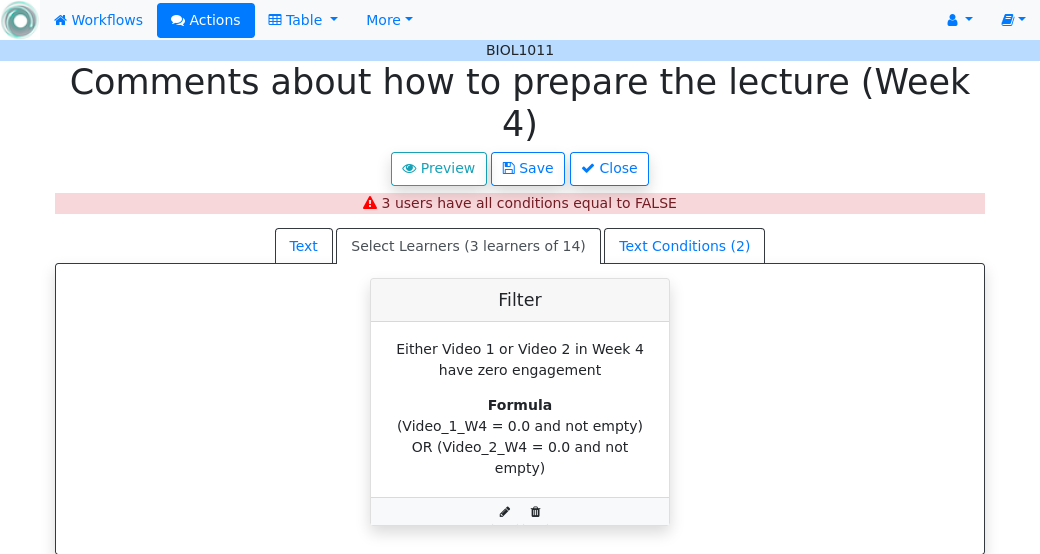 Workflows Actions Table More
BIOL1011
Comments about how to prepare the lecture (Week
4)
Preview Save Close
3 users have all conditions equal to FALSE
Text Select Learners (3 learners of 14) Text Conditions (2)
Filter
Either Video 1 or Video 2 in Week 4
have zero engagement
Formula
(Video_1_W4 = 0.0 and not empty)
OR (Video_2_W4 = 0.0 and not
empty)